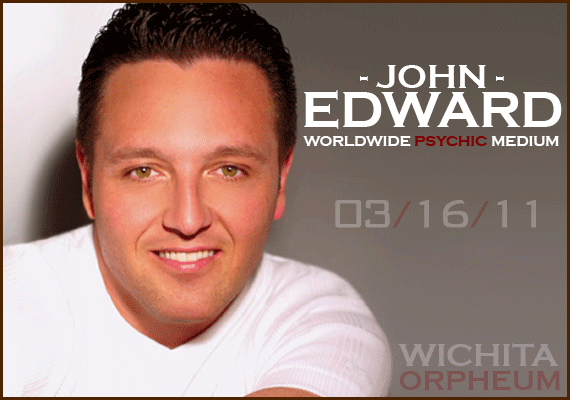 - JOHN -
EDWARD
WORLDWIDE PSYCHIC MEDIUM
03/16/11
WICHITA
ORPHEUM